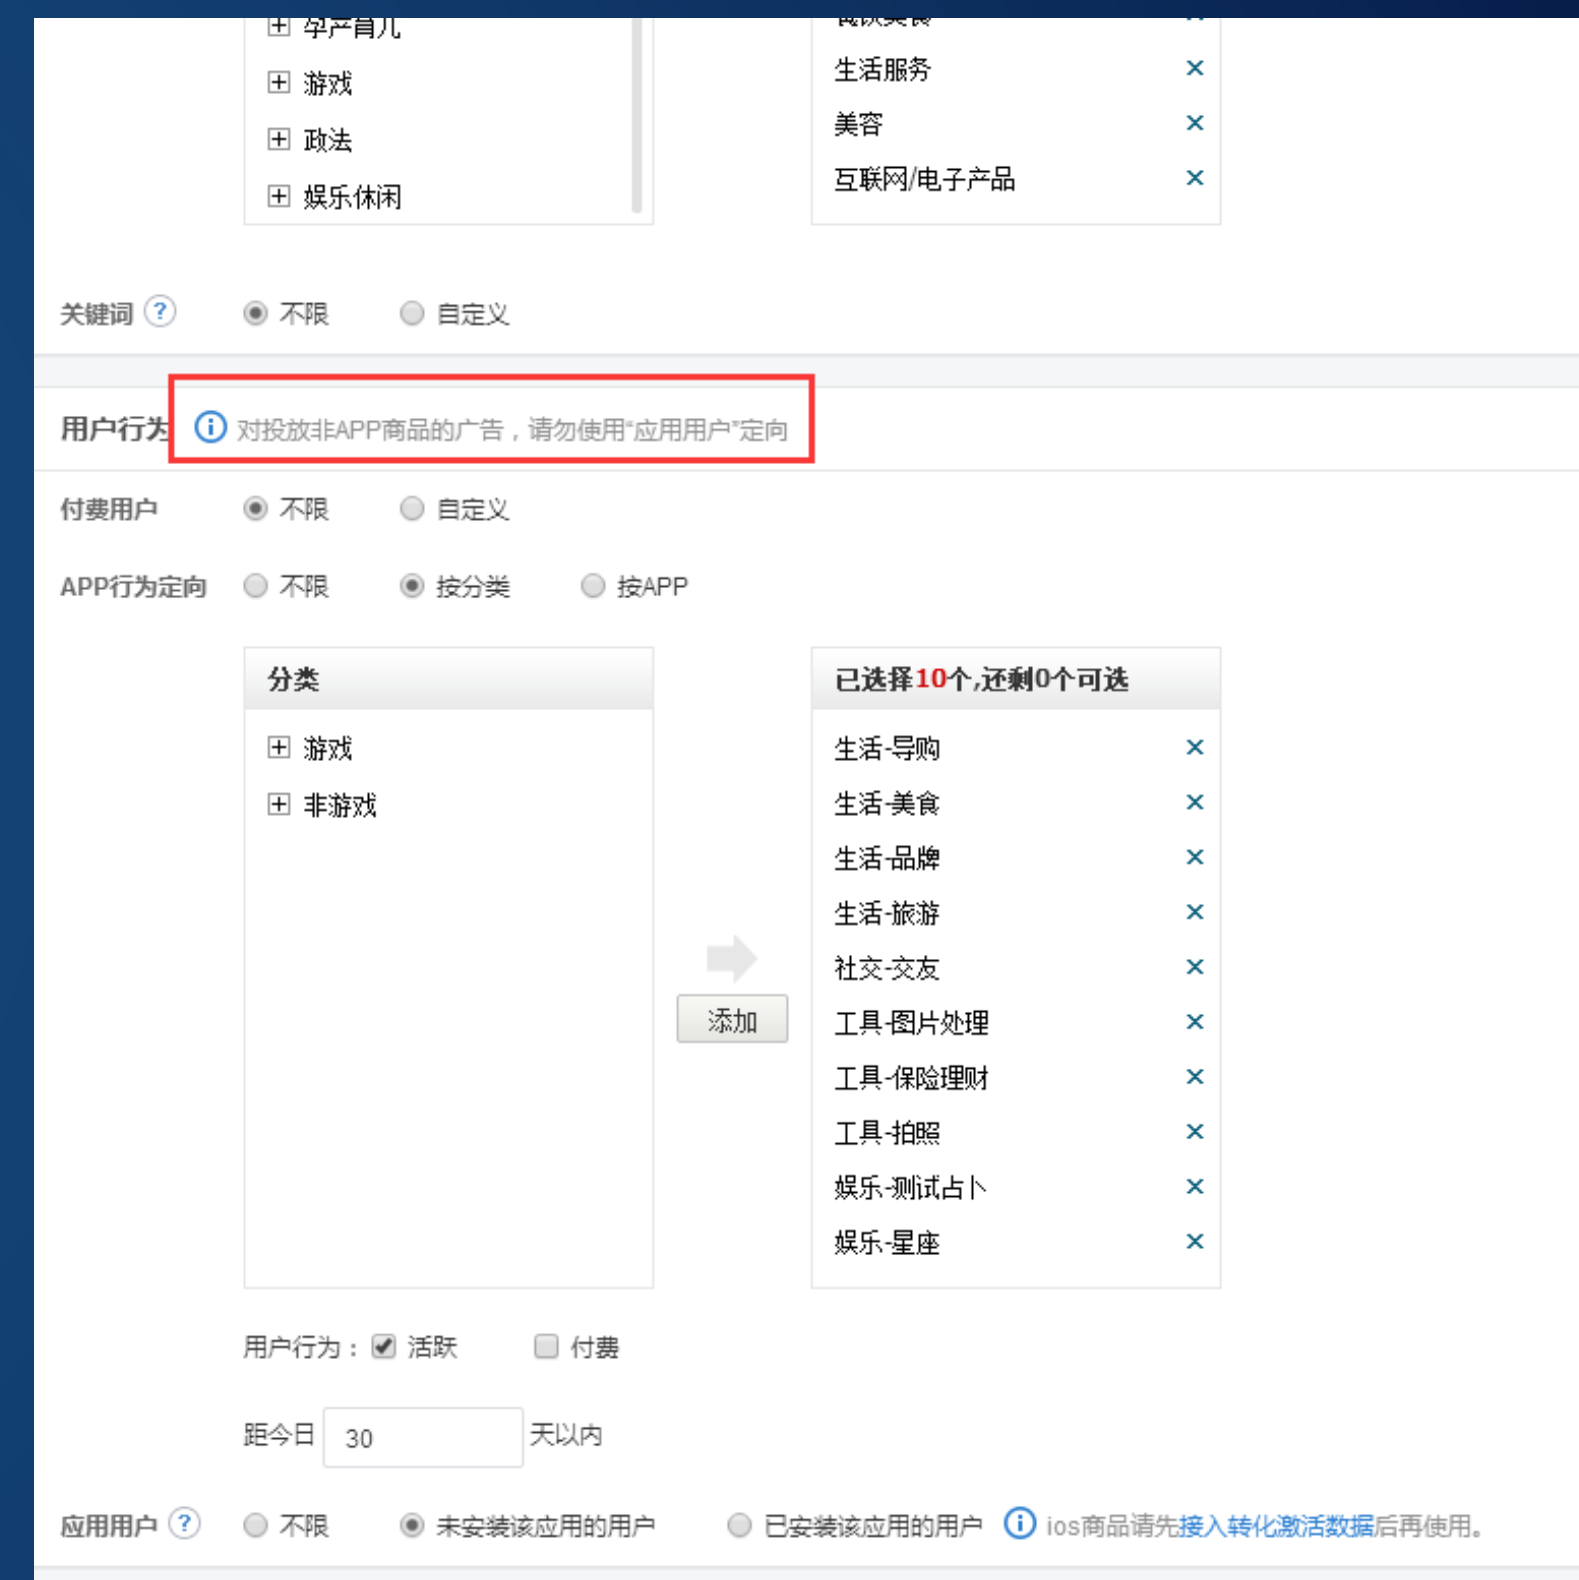 孕产育儿
餐饮美食
游戏
生活服务
政法
美容
娱乐休闲
互联网/电子产品
关键词 ? 不限 自定义
用户行为 对投放非APP商品的广告，请勿使用“应用用户”定向
付费用户 不限 自定义
APP行为定向 不限 按分类 按APP
分类
游戏
非游戏
添加
已选择10个,还剩0个可选
生活-导购
生活-美食
生活-品牌
生活-旅游
社交-交友
工具-图片处理
工具-保险理财
工具-拍照
娱乐-测试占卜
娱乐-星座
用户行为：活跃 付费
距今日 30 天以内
应用用户 ? 不限 未安装该应用的用户 已安装该应用的用户 ios商品请先接入转化激活数据后再使用。